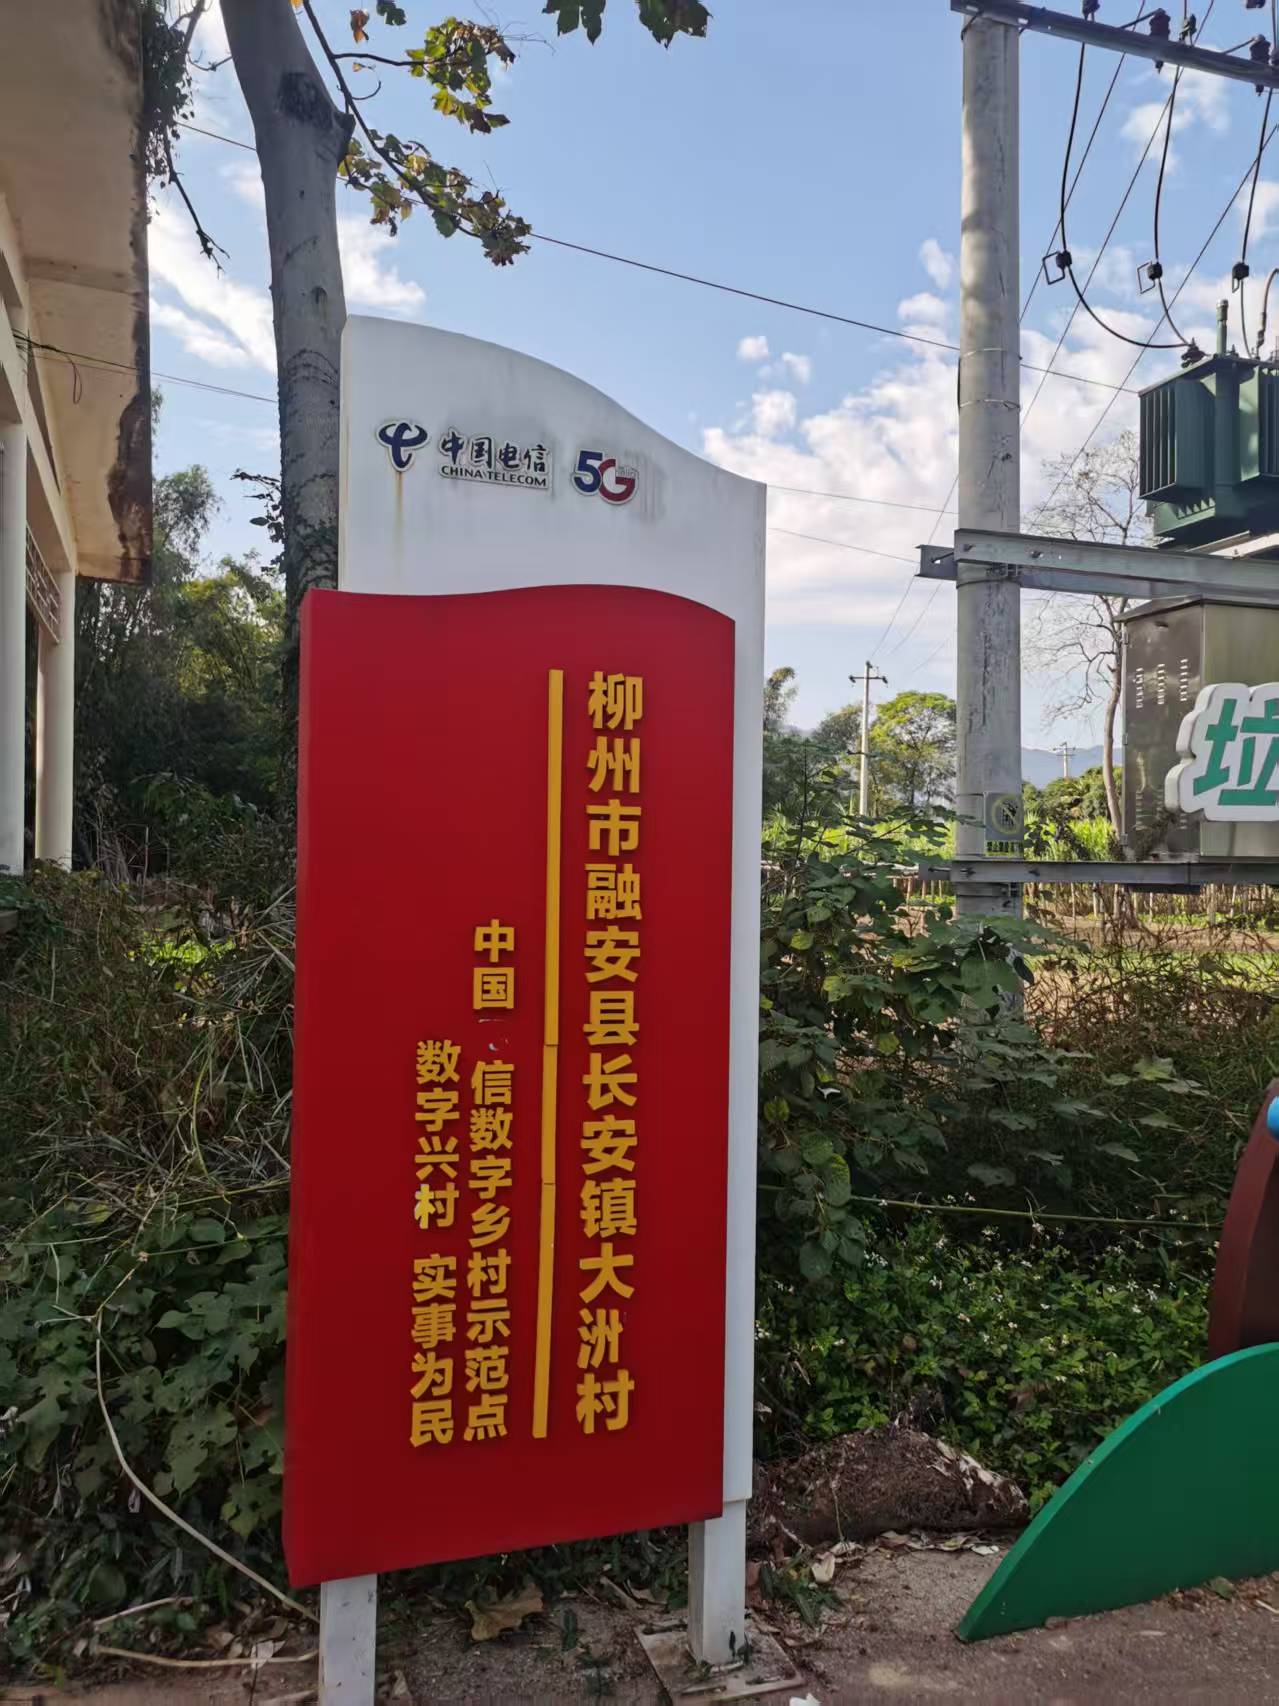 中国电信
CHINA TELECOM
5G
柳州市融安县长安镇大洲村
中国 信数字乡村示范点
数字兴村 实事为民
垃